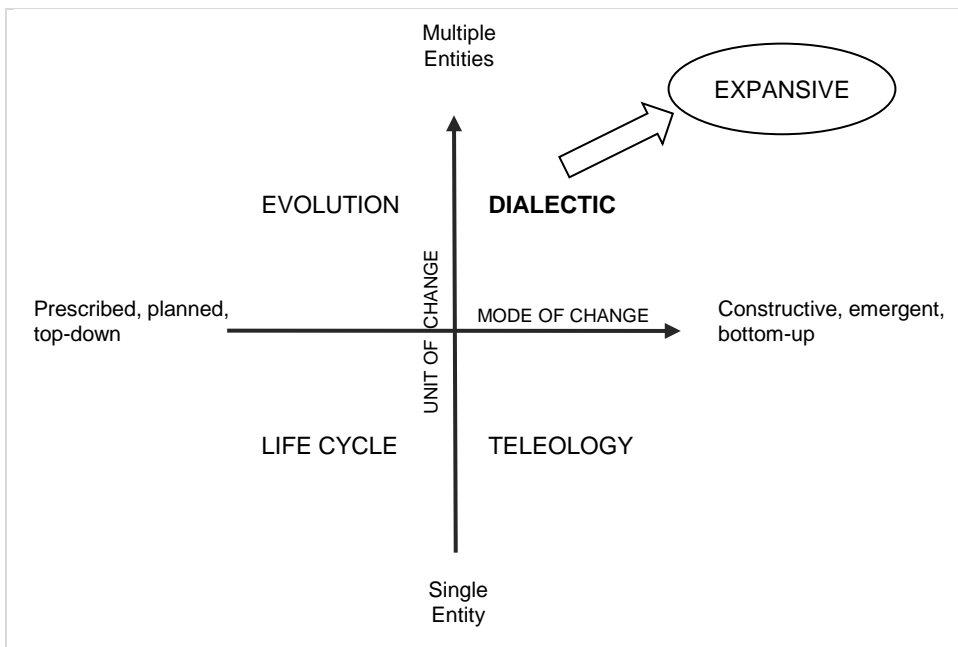 Multiple
Entities
EXPANSIVE
EVOLUTION
DIALECTIC
UNIT OF CHANGE
Prescribed, planned,
top-down
MODE OF CHANGE
Constructive, emergent,
bottom-up
LIFE CYCLE
TELEOLOGY
Single
Entity